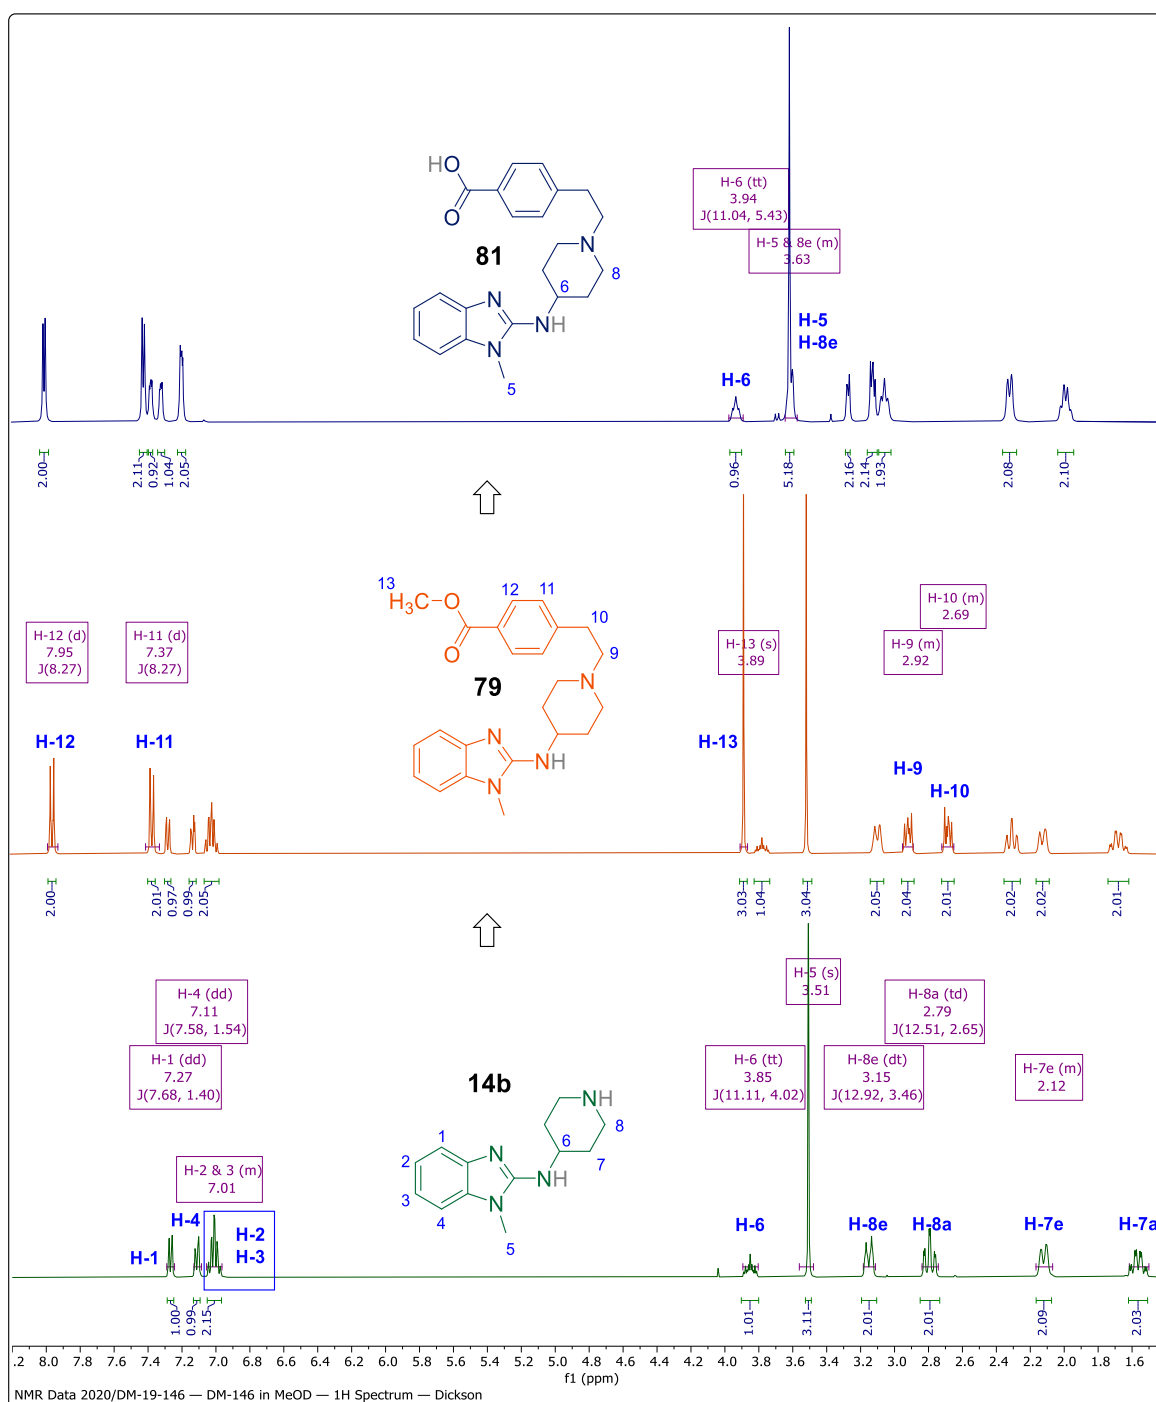 HO
O
N
81
6
8
N
NH
N
5
H-6 (tt)
3.94
J(11.04, 5.43)
H-5 & 8e (m)
3.63
H-5
H-8e
H-6
2.00
2.11
0.92
1.04
2.05
0.96
5.18
2.16
2.14
1.93
2.08
2.10
13
H₃C
O
12
11
10
O
9
79
N
N
NH
N
H-12 (d)
7.95
J(8.27)
H-11 (d)
7.37
J(8.27)
H-13 (s)
3.89
H-9 (m)
2.92
H-10 (m)
2.69
H-12
H-11
H-13
H-9
H-10
2.00
2.01
0.97
0.99
2.05
3.03
1.04
3.04
2.05
2.04
2.01
2.02
2.02
2.01
H-4 (dd)
7.11
J(7.58, 1.54)
H-1 (dd)
7.27
J(7.68, 1.40)
H-2 & 3 (m)
7.01
14b
NH
8
7
6
1
2
3
4
N
NH
N
5
H-5 (s)
3.51
H-6 (tt)
3.85
J(11.11, 4.02)
H-8e (dt)
3.15
J(12.92, 3.46)
H-8a (td)
2.79
J(12.51, 2.65)
H-7e (m)
2.12
H-1
H-4
H-2
H-3
H-6
H-8e
H-8a
H-7e
H-7a
1.00
0.99
2.15
1.01
3.11
2.01
2.01
2.09
2.03
.2 8.0 7.8 7.6 7.4 7.2 7.0 6.8 6.6 6.4 6.2 6.0 5.8 5.6 5.4 5.2 5.0 4.8 4.6 4.4 4.2 4.0 3.8 3.6 3.4 3.2 3.0 2.8 2.6 2.4 2.2 2.0 1.8 1.6
f1 (ppm)
NMR Data 2020/DM-19-146 — DM-146 in MeOD — 1H Spectrum — Dickson